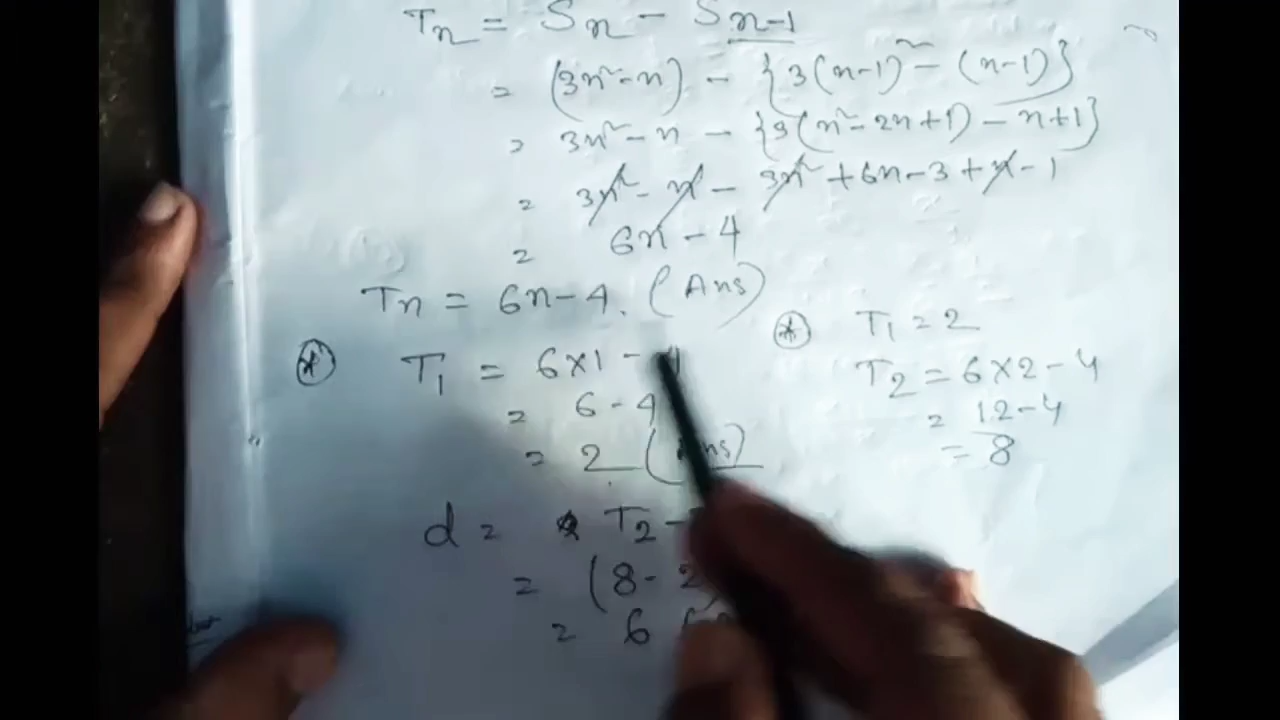 Tn = Sn - Sn-1
= (3n² - n) - {3(n-1)² - (n-1)}
= 3n² - n - {3(n² - 2n + 1) - n + 1}
= 3n² - n - 3n² + 6n - 3 + n - 1
= 6n - 4
Tn = 6n - 4. (Ans)
T1 = 6×1 - 4
= 6 - 4
= 2 (Ans)
T1 = 2
T2 = 6×2 - 4
= 12 - 4
= 8
d = T2 -
= (8 - 2)
= 6